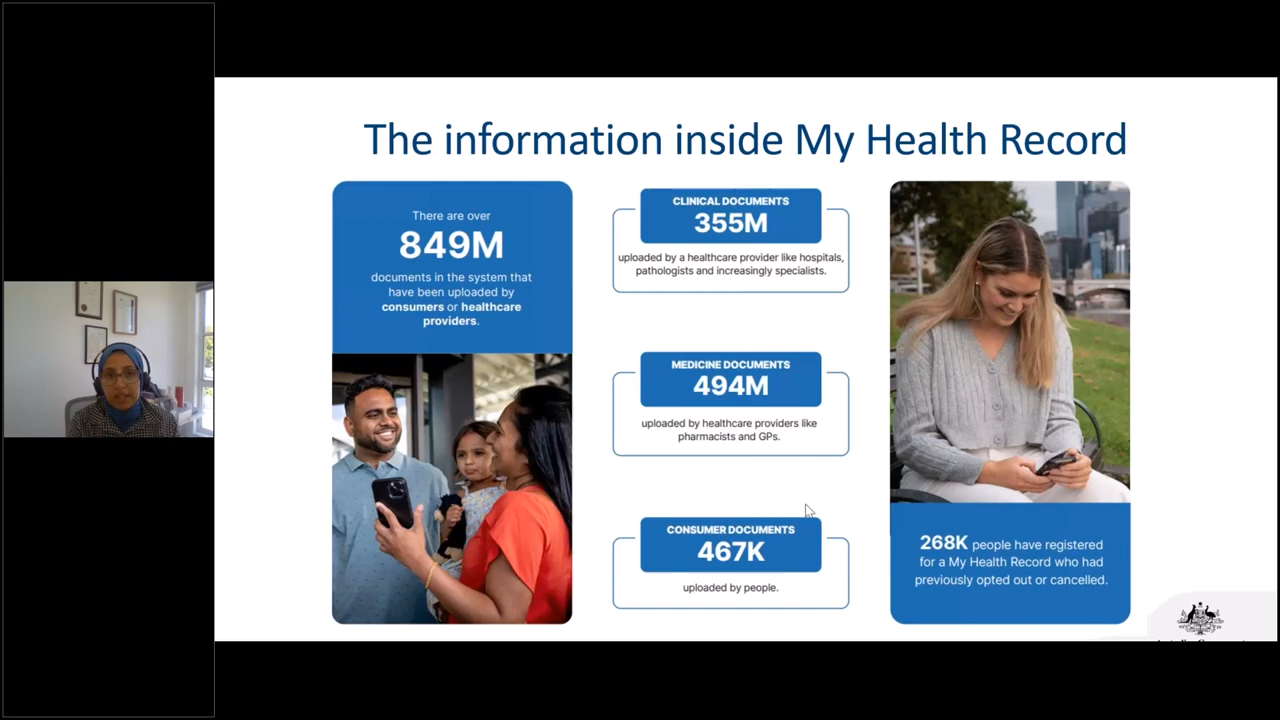 The information inside My Health Record
There are over
849M
documents in the system that
have been uploaded by
consumers or healthcare
providers.
CLINICAL DOCUMENTS
355M
uploaded by a healthcare provider like hospitals,
pathologists and increasingly specialists.
MEDICINE DOCUMENTS
494M
uploaded by healthcare providers like
pharmacists and GPs.
CONSUMER DOCUMENTS
467K
uploaded by people.
268K people have registered
for a My Health Record who had
previously opted out or cancelled.